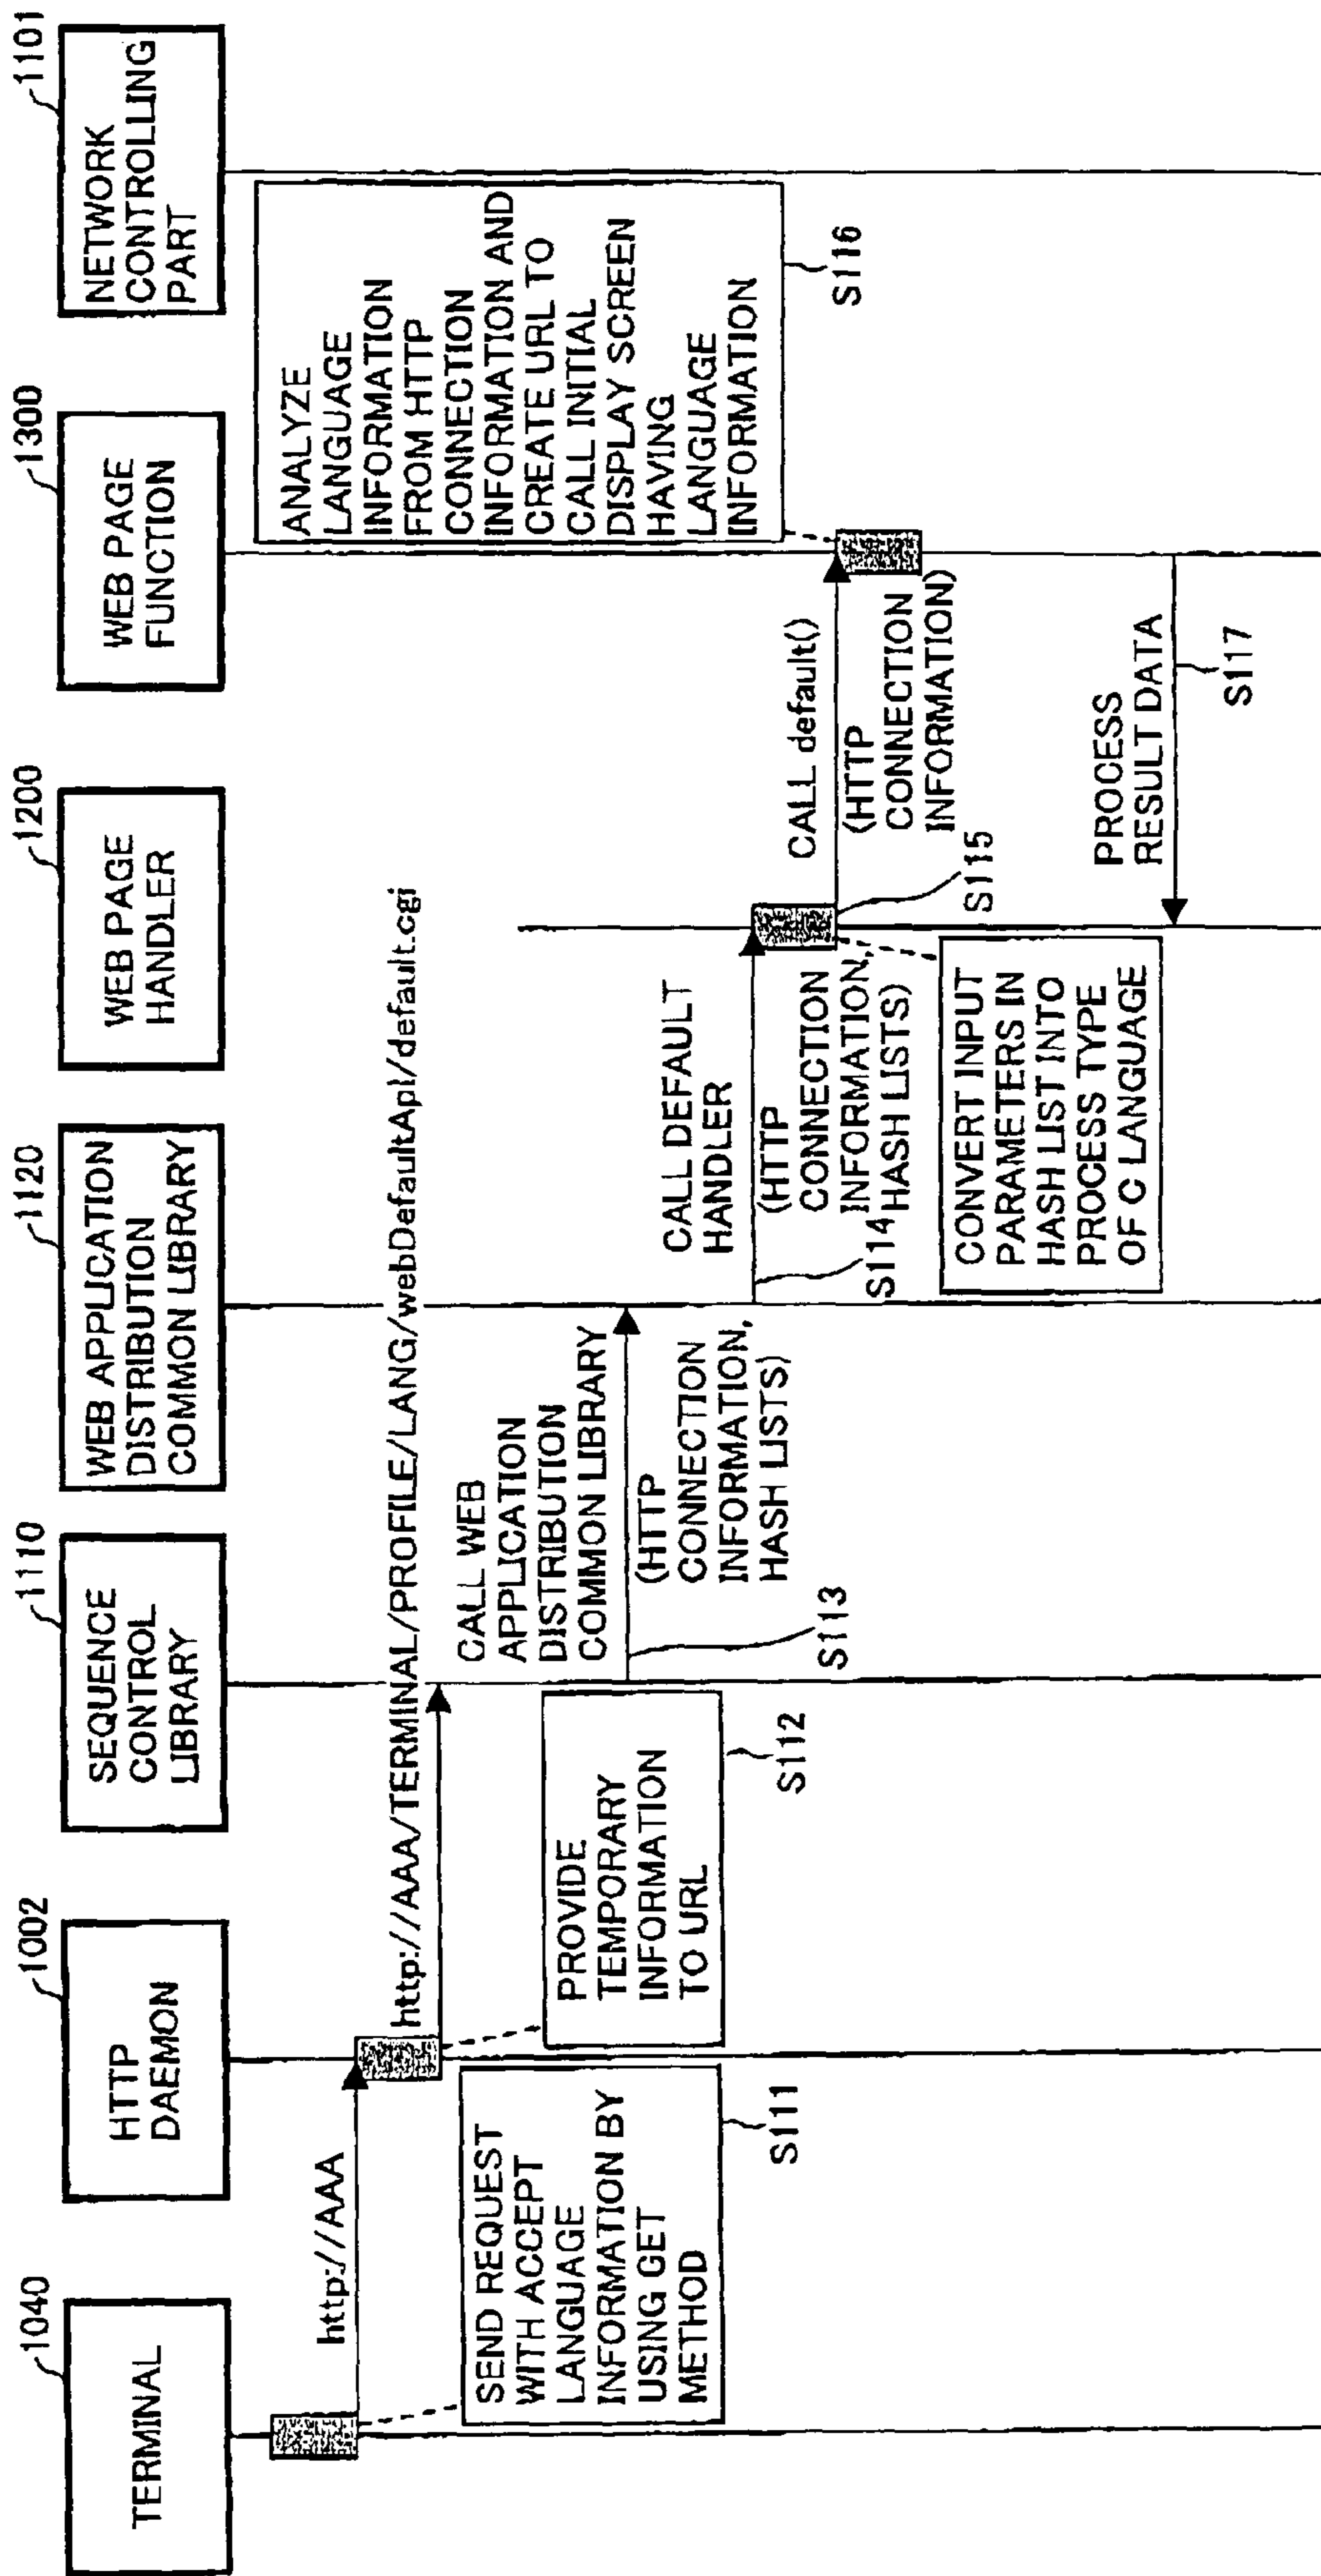 1040
TERMINAL
1002
HTTP
DAEMON
1110
SEQUENCE
CONTROL
LIBRARY
1120
WEB APPLICATION
DISTRIBUTION
COMMON LIBRARY
1200
WEB PAGE
HANDLER
1300
WEB PAGE
FUNCTION
1101
NETWORK
CONTROLLING
PART
http://AAA
SEND REQUEST
WITH ACCEPT
LANGUAGE
INFORMATION BY
USING GET
METHOD
S111
http://AAA/TERMINAL/PROFILE/LANG/webDefaultApl/default.cgi
PROVIDE
TEMPORARY
INFORMATION
TO URL
S112
CALL WEB
APPLICATION
DISTRIBUTION
COMMON LIBRARY
(HTTP
CONNECTION
INFORMATION,
HASH LISTS)
S113
CALL DEFAULT
HANDLER
(HTTP
CONNECTION
INFORMATION,
HASH LISTS)
S114
CONVERT INPUT
PARAMETERS IN
HASH LIST INTO
PROCESS TYPE
OF C LANGUAGE
S115
CALL default()
(HTTP
CONNECTION
INFORMATION)
ANALYZE
LANGUAGE
INFORMATION
FROM HTTP
CONNECTION
INFORMATION AND
CREATE URL TO
CALL INITIAL
DISPLAY SCREEN
HAVING
LANGUAGE
INFORMATION
S116
PROCESS
RESULT DATA
S117